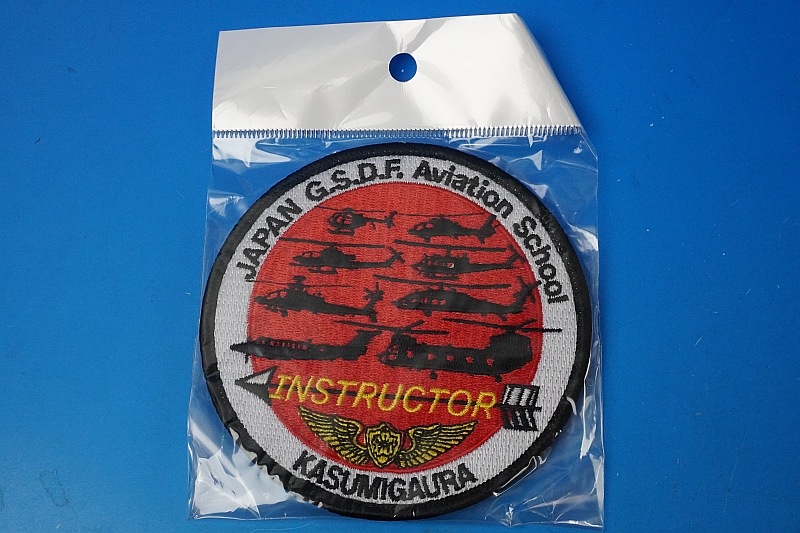 JAPAN G.S.D.F. Aviation School
INSTRUCTOR
KASUMIGAURA